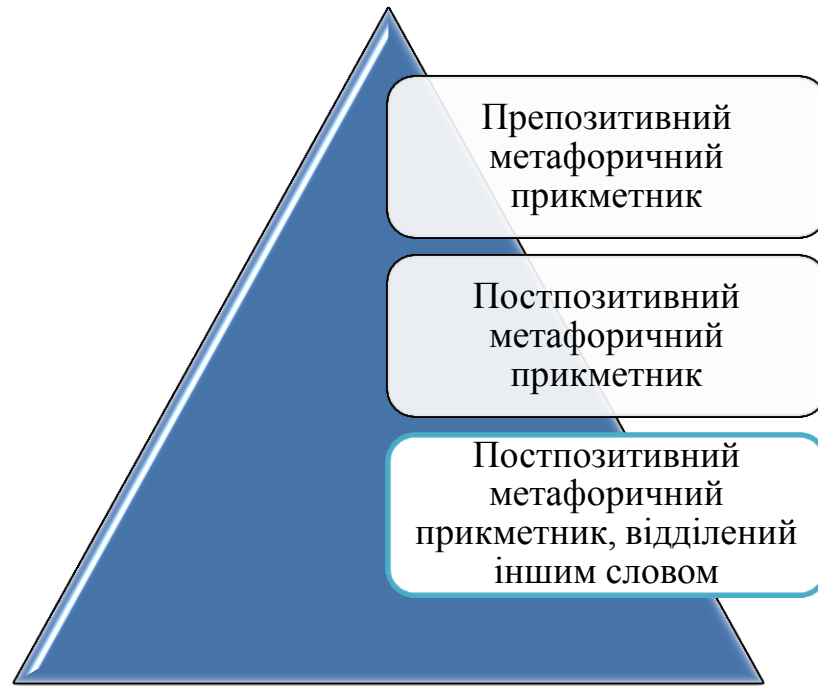 Препозитивний
метафоричний
прикметник
Постпозитивний
метафоричний
прикметник
Постпозитивний
метафоричний
прикметник, відділений
іншим словом